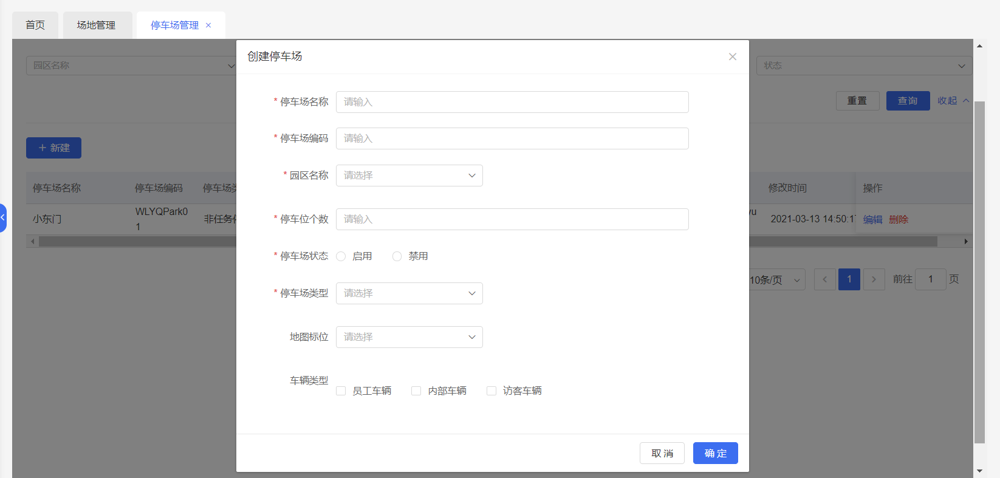 首页
场地管理
停车场管理 ×
创建停车场
园区名称
状态
* 停车场名称 请输入
重置 查询 收起
* 停车场编码 请输入
+ 新建
* 园区名称 请选择
停车场名称 停车场编码 停车场类
修改时间 操作
小东门 WLYQPark01 非任务
2021-03-13 14:50:1 编辑 删除
* 停车位个数 请输入
* 停车场状态 启用 禁用
10条/页 1 前往 1 页
* 停车场类型 请选择
地图标位 请选择
车辆类型
员工车辆 内部车辆 访客车辆
取 消 确 定